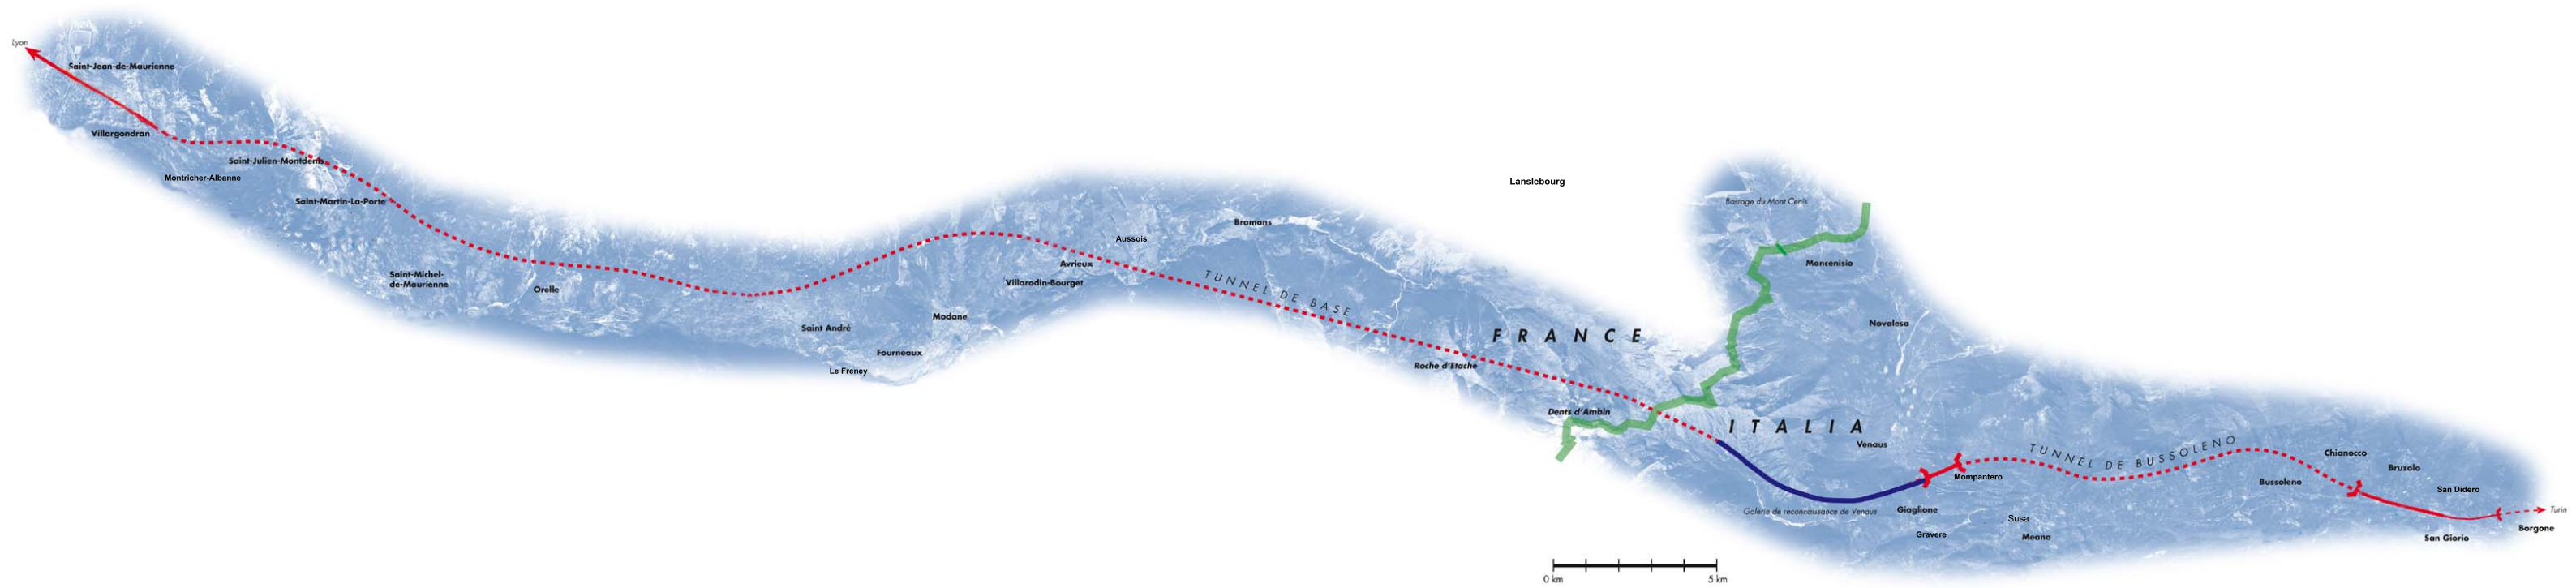 Lyon
Saint-Jean-de-Maurienne
Villargondran
Saint-Julien-Montdenis
Montricher-Albanne
Saint-Martin-La-Porte
Saint-Michel-
de-Maurienne
Orelle
Saint André
Fourneaux
Le Freney
Modane
Aussois
Avrieux
Villarodin-Bourget
Bramans
TUNNEL DE BASE
Lanslebourg
FRANCE
Roche d'Etache
Dents d'Ambin
Barrage du Mont Cenis
Moncenisio
Novalesa
ITALIA
Venaus
Galerie de reconnaissance de Venaus
Giaglione
Gravere
Mompantero
Susa
Meana
TUNNEL DE BUSSOLENO
Bussoleno
Chianocco
Bruzolo
San Didero
San Giorio
Borgone
Turin
0 km
5 km